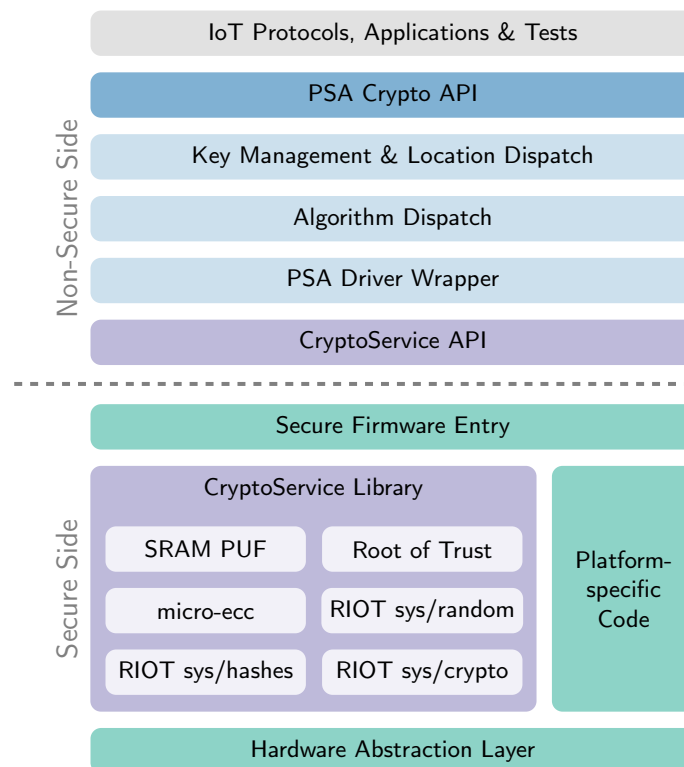 IoT Protocols, Applications & Tests
PSA Crypto API
Key Management & Location Dispatch
Algorithm Dispatch
PSA Driver Wrapper
CryptoService API
Non-Secure Side
Secure Firmware Entry
CryptoService Library
SRAM PUF
Root of Trust
micro-ecc
RIOT sys/random
RIOT sys/hashes
RIOT sys/crypto
Platform-
specific
Code
Secure Side
Hardware Abstraction Layer